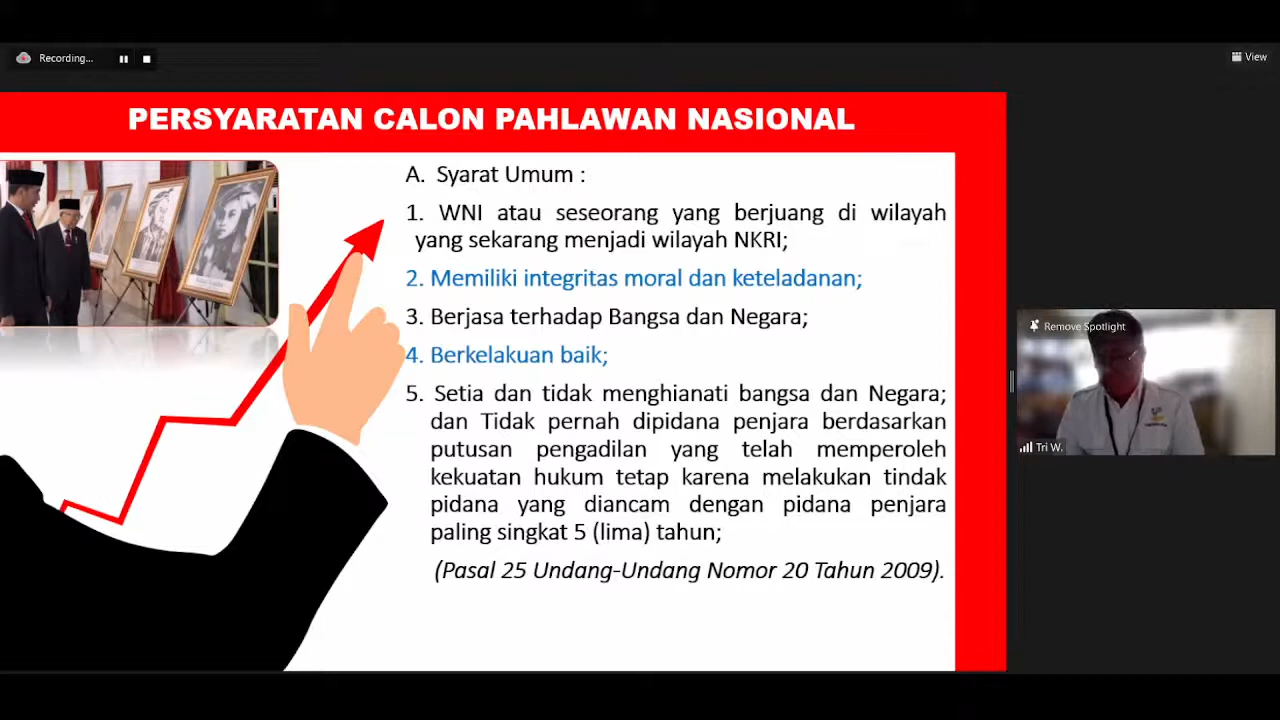 Recording...
View
PERSYARATAN CALON PAHLAWAN NASIONAL
A. Syarat Umum :
1. WNI atau seseorang yang berjuang di wilayah
yang sekarang menjadi wilayah NKRI;
2. Memiliki integritas moral dan keteladanan;
3. Berjasa terhadap Bangsa dan Negara;
4. Berkelakuan baik;
5. Setia dan tidak menghianati bangsa dan Negara;
dan Tidak pernah dipidana penjara berdasarkan
putusan pengadilan yang telah memperoleh
kekuatan hukum tetap karena melakukan tindak
pidana yang diancam dengan pidana penjara
paling singkat 5 (lima) tahun;
(Pasal 25 Undang-Undang Nomor 20 Tahun 2009).
Remove Spotlight
Tri W.